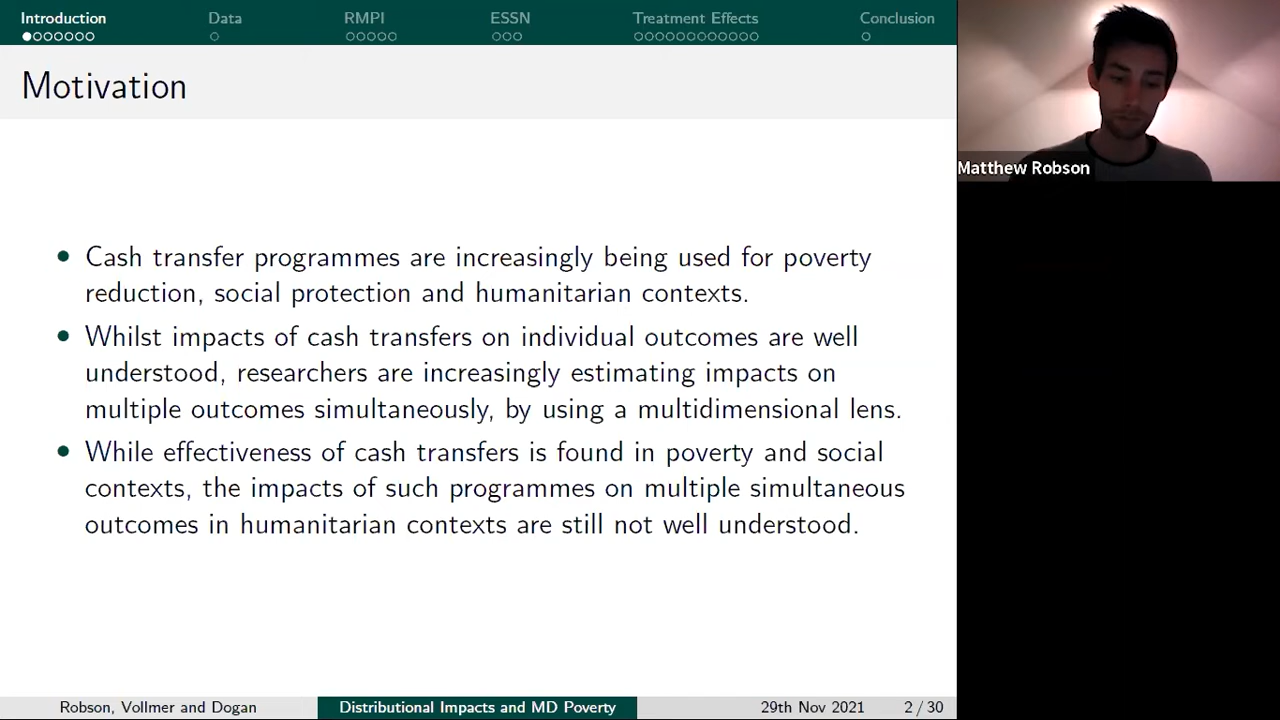 Introduction Data RMPI ESSN Treatment Effects Conclusion
Motivation
Matthew Robson
Cash transfer programmes are increasingly being used for poverty
reduction, social protection and humanitarian contexts.
Whilst impacts of cash transfers on individual outcomes are well
understood, researchers are increasingly estimating impacts on
multiple outcomes simultaneously, by using a multidimensional lens.
While effectiveness of cash transfers is found in poverty and social
contexts, the impacts of such programmes on multiple simultaneous
outcomes in humanitarian contexts are still not well understood.
Robson, Vollmer and Dogan Distributional Impacts and MD Poverty 29th Nov 2021 2 / 30